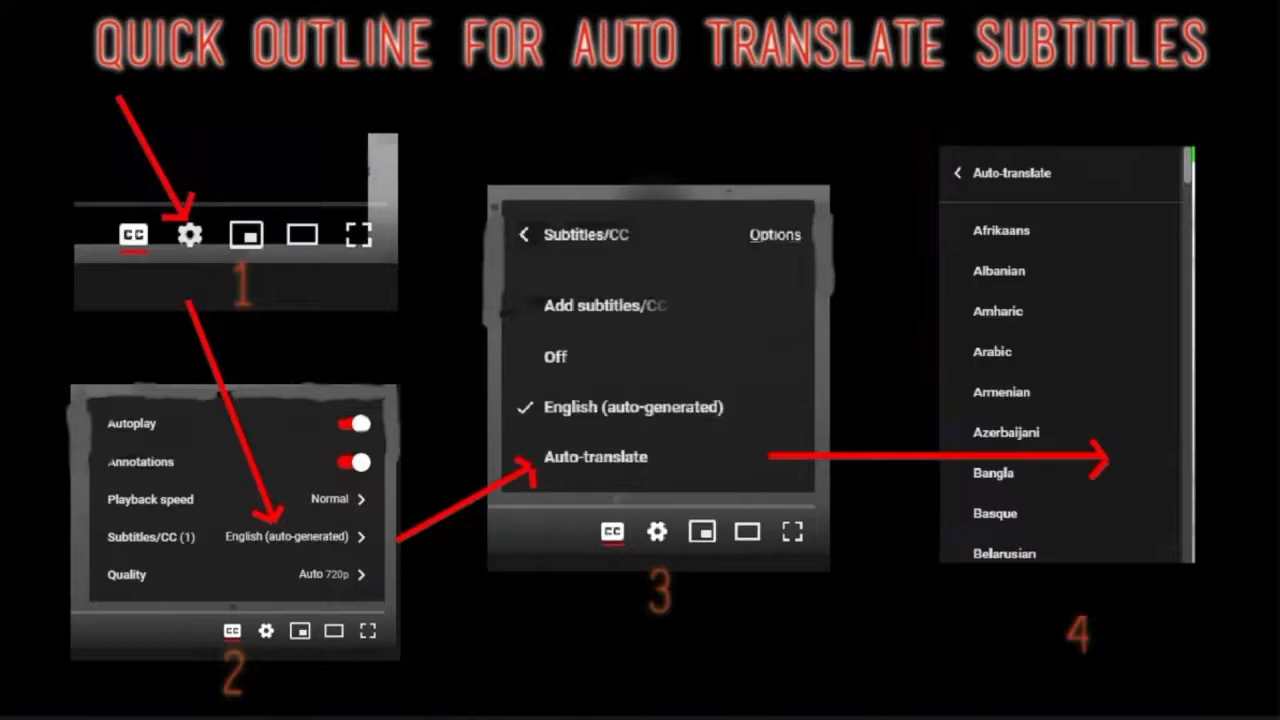 QUICK OUTLINE FOR AUTO TRANSLATE SUBTITLES
CC
1
Autoplay
Annotations
Playback speed Normal
Subtitles/CC (1) English (auto-generated)
Quality Auto 720p
CC
2
Subtitles/CC Options
Add subtitles/CC
Off
English (auto-generated)
Auto-translate
CC
3
Auto-translate
Afrikaans
Albanian
Amharic
Arabic
Armenian
Azerbaijani
Bangla
Basque
Belarusian
4